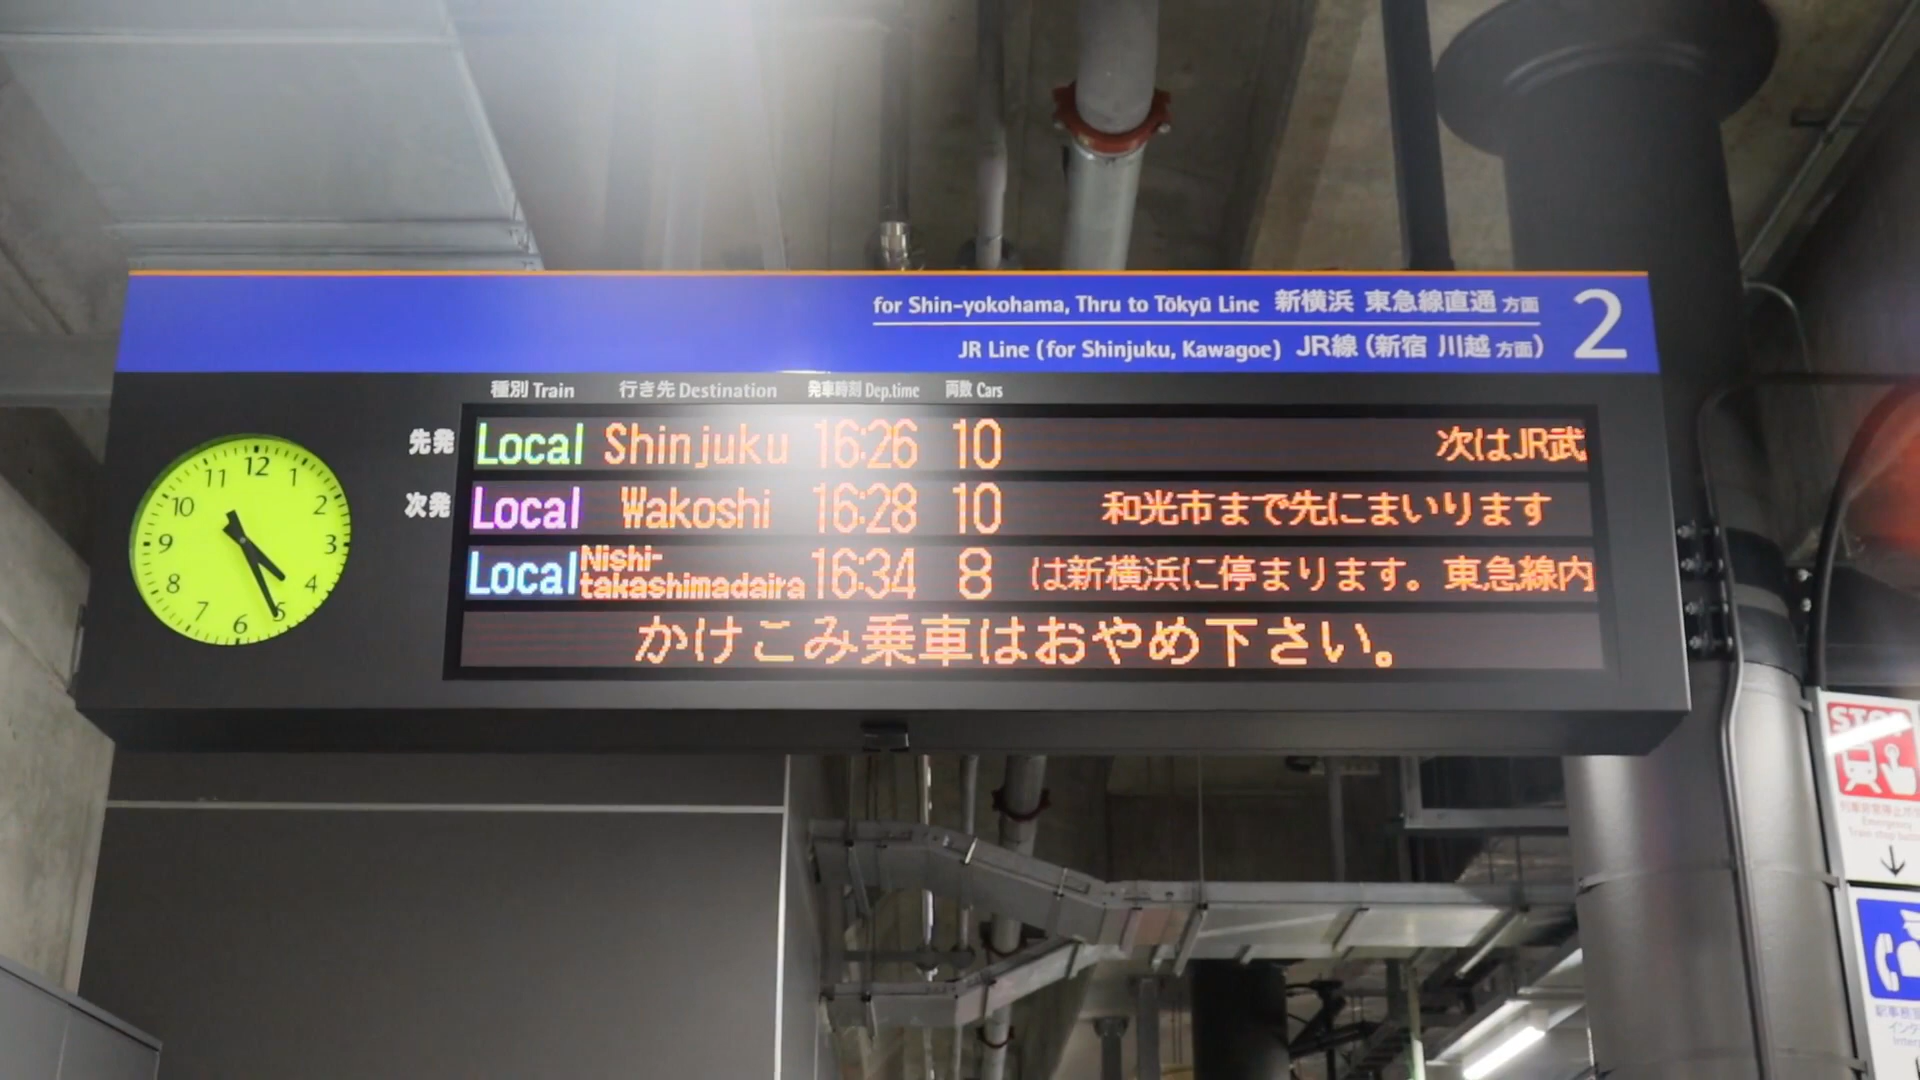 for Shin-yokohama, Thru to Tōkyū Line 新横浜 東急線直通 方面
JR Line (for Shinjuku, Kawagoe) JR線 (新宿 川越 方面)
2
種別 Train 行き先 Destination 発車時刻 Dep.time 両数 Cars
先発 Local Shinjuku 16:26 10 次はJR武
次発 Local Wakoshi 16:28 10 和光市まで先にまいります
Local Nishi-takashimadaira 16:34 8 は新横浜に停まります。東急線内
かけこみ乗車はおやめ下さい。
12 1 2 3 4 5 6 7 8 9 10 11
STOP
Emergency